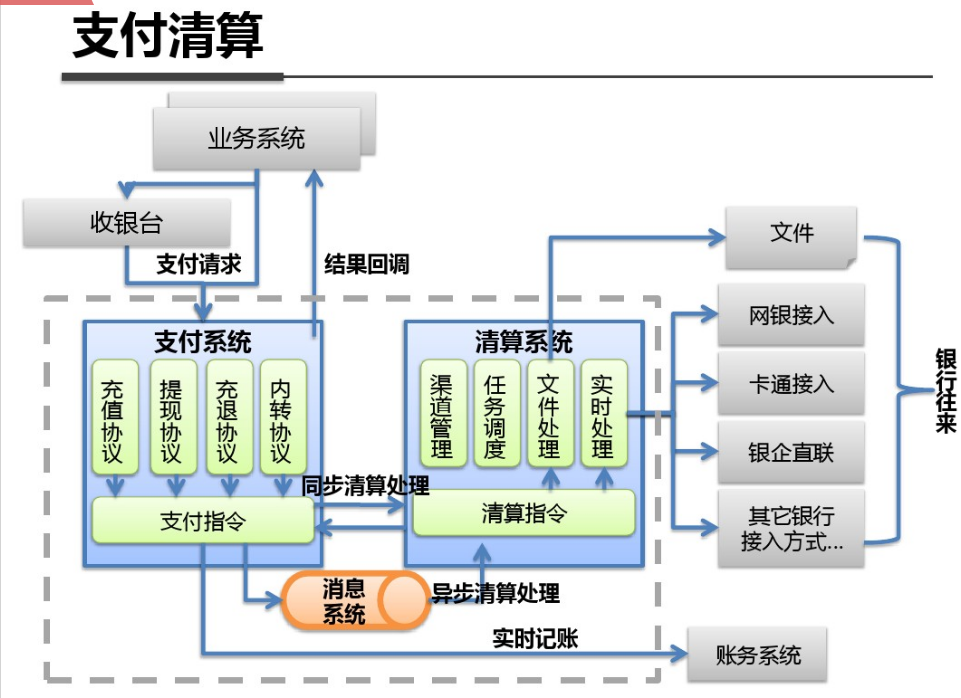 支付清算
业务系统
收银台
支付请求
结果回调
文件
支付系统
清算系统
网银接入
充值协议
提现协议
充退协议
内转协议
渠道管理
任务调度
文件处理
实时处理
卡通接入
银行往来
同步清算处理
银企直联
支付指令
清算指令
其它银行
接入方式...
消息
系统
异步清算处理
实时记账
账务系统